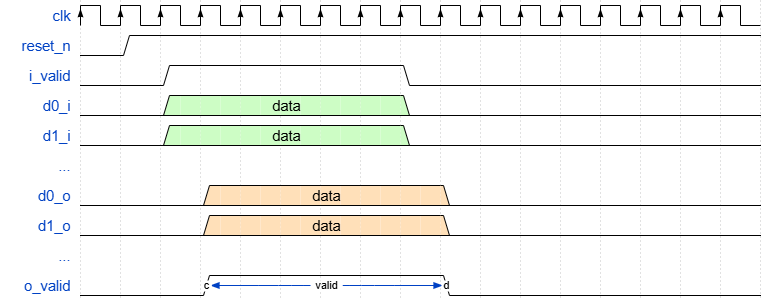 clk
reset_n
i_valid
d0_i data
d1_i data
...
d0_o data
d1_o data
...
o_valid c valid d